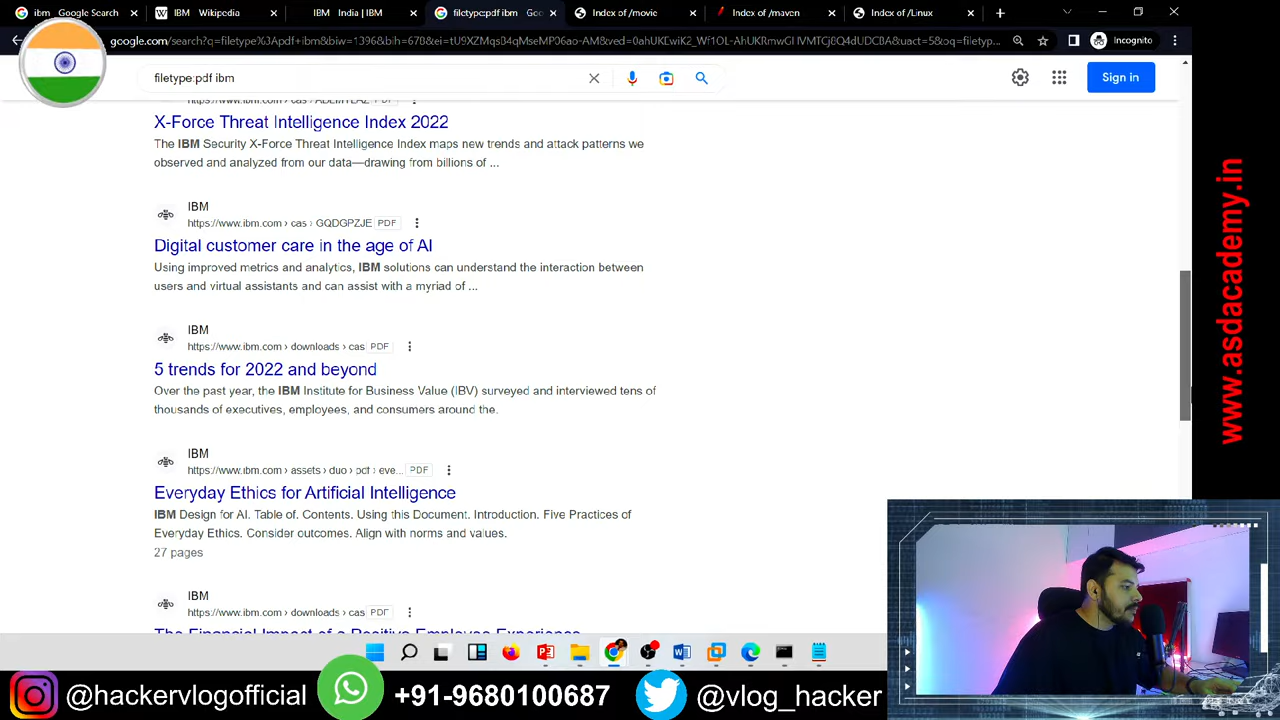 ibm - Google Search
IBM - Wikipedia
IBM - India | IBM
filetype:pdf ibm - Goo
Index of /movie
Index of /maven
Index of /Linux
Incognito
filetype:pdf ibm
Sign in
X-Force Threat Intelligence Index 2022
The IBM Security X-Force Threat Intelligence Index maps new trends and attack patterns we
observed and analyzed from our data—drawing from billions of ...
IBM
https://www.ibm.com › cas › GQDGPZJE PDF
Digital customer care in the age of AI
Using improved metrics and analytics, IBM solutions can understand the interaction between
users and virtual assistants and can assist with a myriad of ...
IBM
https://www.ibm.com › downloads › cas PDF
5 trends for 2022 and beyond
Over the past year, the IBM Institute for Business Value (IBV) surveyed and interviewed tens of
thousands of executives, employees, and consumers around the.
IBM
https://www.ibm.com › assets › duo › pdf › eve... PDF
Everyday Ethics for Artificial Intelligence
IBM Design for AI. Table of. Contents. Using this Document. Introduction. Five Practices of
Everyday Ethics. Consider outcomes. Align with norms and values.
27 pages
IBM
https://www.ibm.com › downloads › cas PDF
The Financial Impact of a Positive Employee Experience
www.asdacademy.in
@hackervlogofficial
+91-9680100687
@vlog_hacker